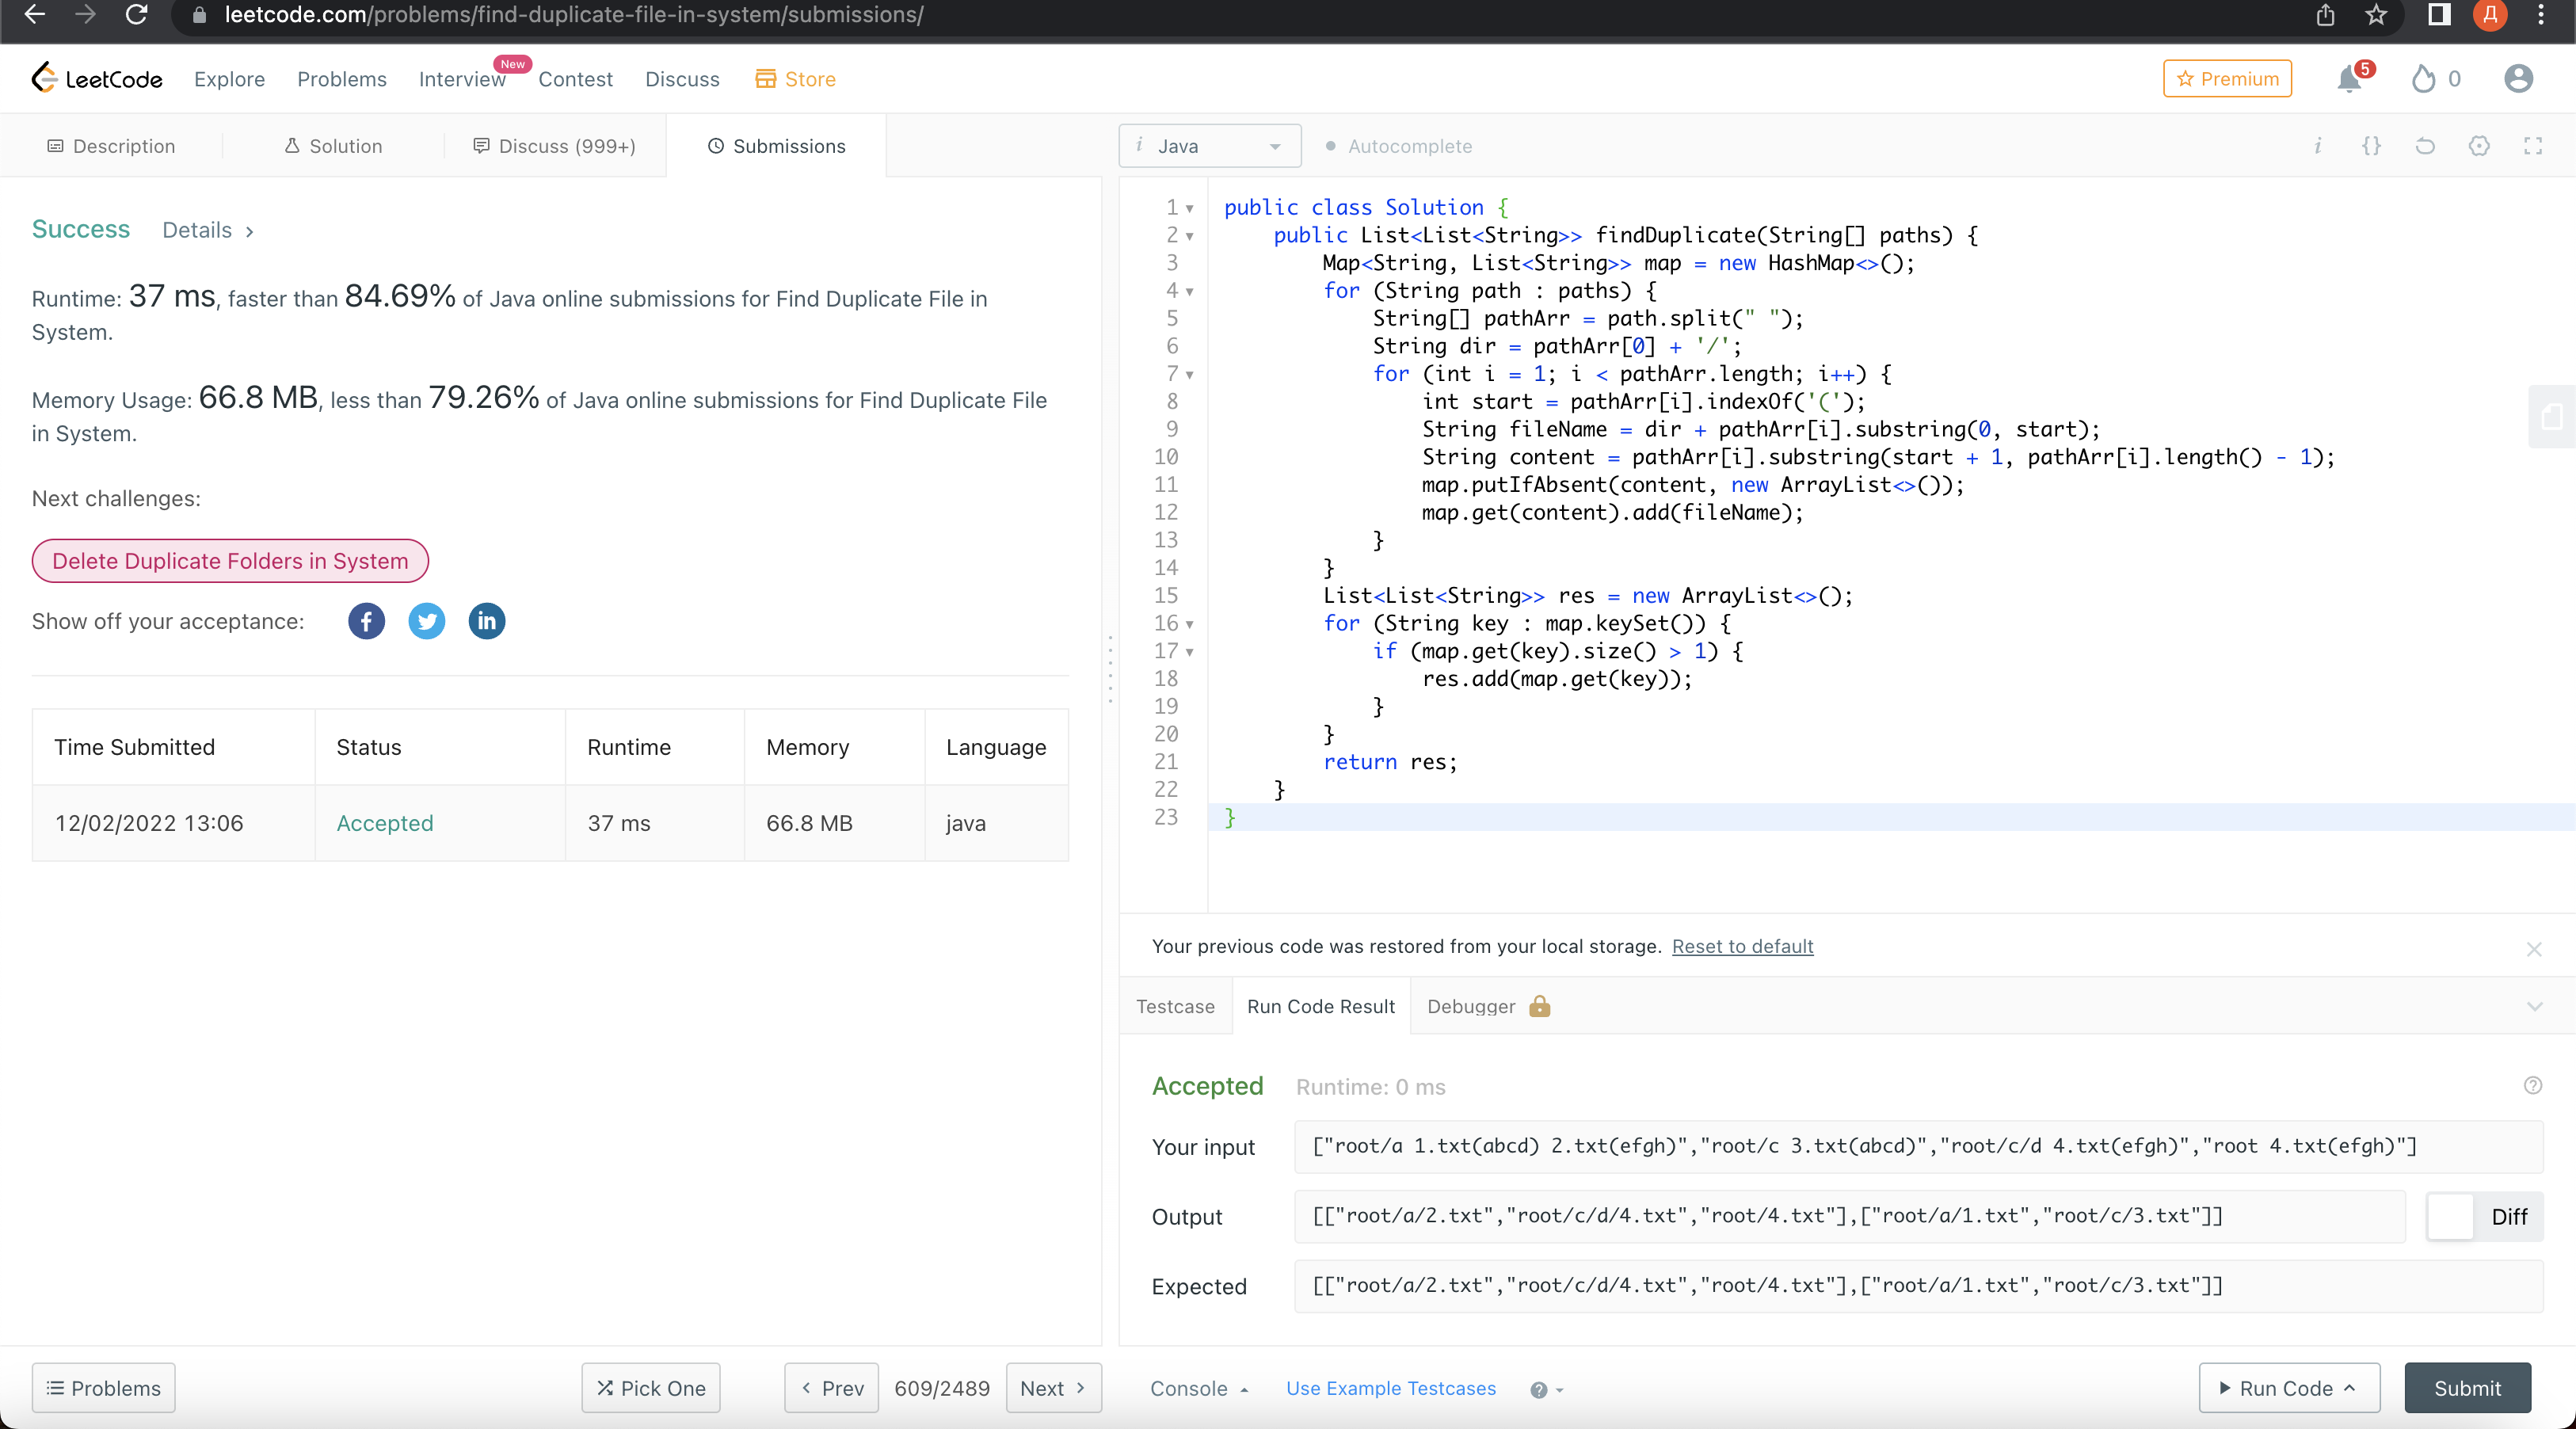 leetcode.com/problems/find-duplicate-file-in-system/submissions/
Д
LeetCode Explore Problems Interview New Contest Discuss Store
Premium 5 0
Description Solution Discuss (999+) Submissions
i Java Autocomplete i {}
Success Details >
Runtime: 37 ms, faster than 84.69% of Java online submissions for Find Duplicate File in
System.
Memory Usage: 66.8 MB, less than 79.26% of Java online submissions for Find Duplicate File
in System.
Next challenges:
Delete Duplicate Folders in System
Show off your acceptance: f in
Time Submitted Status Runtime Memory Language
12/02/2022 13:06 Accepted 37 ms 66.8 MB java
1 public class Solution {
2 public List<List<String>> findDuplicate(String[] paths) {
3 Map<String, List<String>> map = new HashMap<>();
4 for (String path : paths) {
5 String[] pathArr = path.split(" ");
6 String dir = pathArr[0] + '/';
7 for (int i = 1; i < pathArr.length; i++) {
8 int start = pathArr[i].indexOf('(');
9 String fileName = dir + pathArr[i].substring(0, start);
10 String content = pathArr[i].substring(start + 1, pathArr[i].length() - 1);
11 map.putIfAbsent(content, new ArrayList<>());
12 map.get(content).add(fileName);
13 }
14 }
15 List<List<String>> res = new ArrayList<>();
16 for (String key : map.keySet()) {
17 if (map.get(key).size() > 1) {
18 res.add(map.get(key));
19 }
20 }
21 return res;
22 }
23 }
Your previous code was restored from your local storage. Reset to default
Testcase Run Code Result Debugger
Accepted Runtime: 0 ms
Your input ["root/a 1.txt(abcd) 2.txt(efgh)","root/c 3.txt(abcd)","root/c/d 4.txt(efgh)","root 4.txt(efgh)"]
Output [["root/a/2.txt","root/c/d/4.txt","root/4.txt"],["root/a/1.txt","root/c/3.txt"]]
Diff
Expected [["root/a/2.txt","root/c/d/4.txt","root/4.txt"],["root/a/1.txt","root/c/3.txt"]]
Problems Pick One Prev 609/2489 Next
Console Use Example Testcases ? Run Code Submit